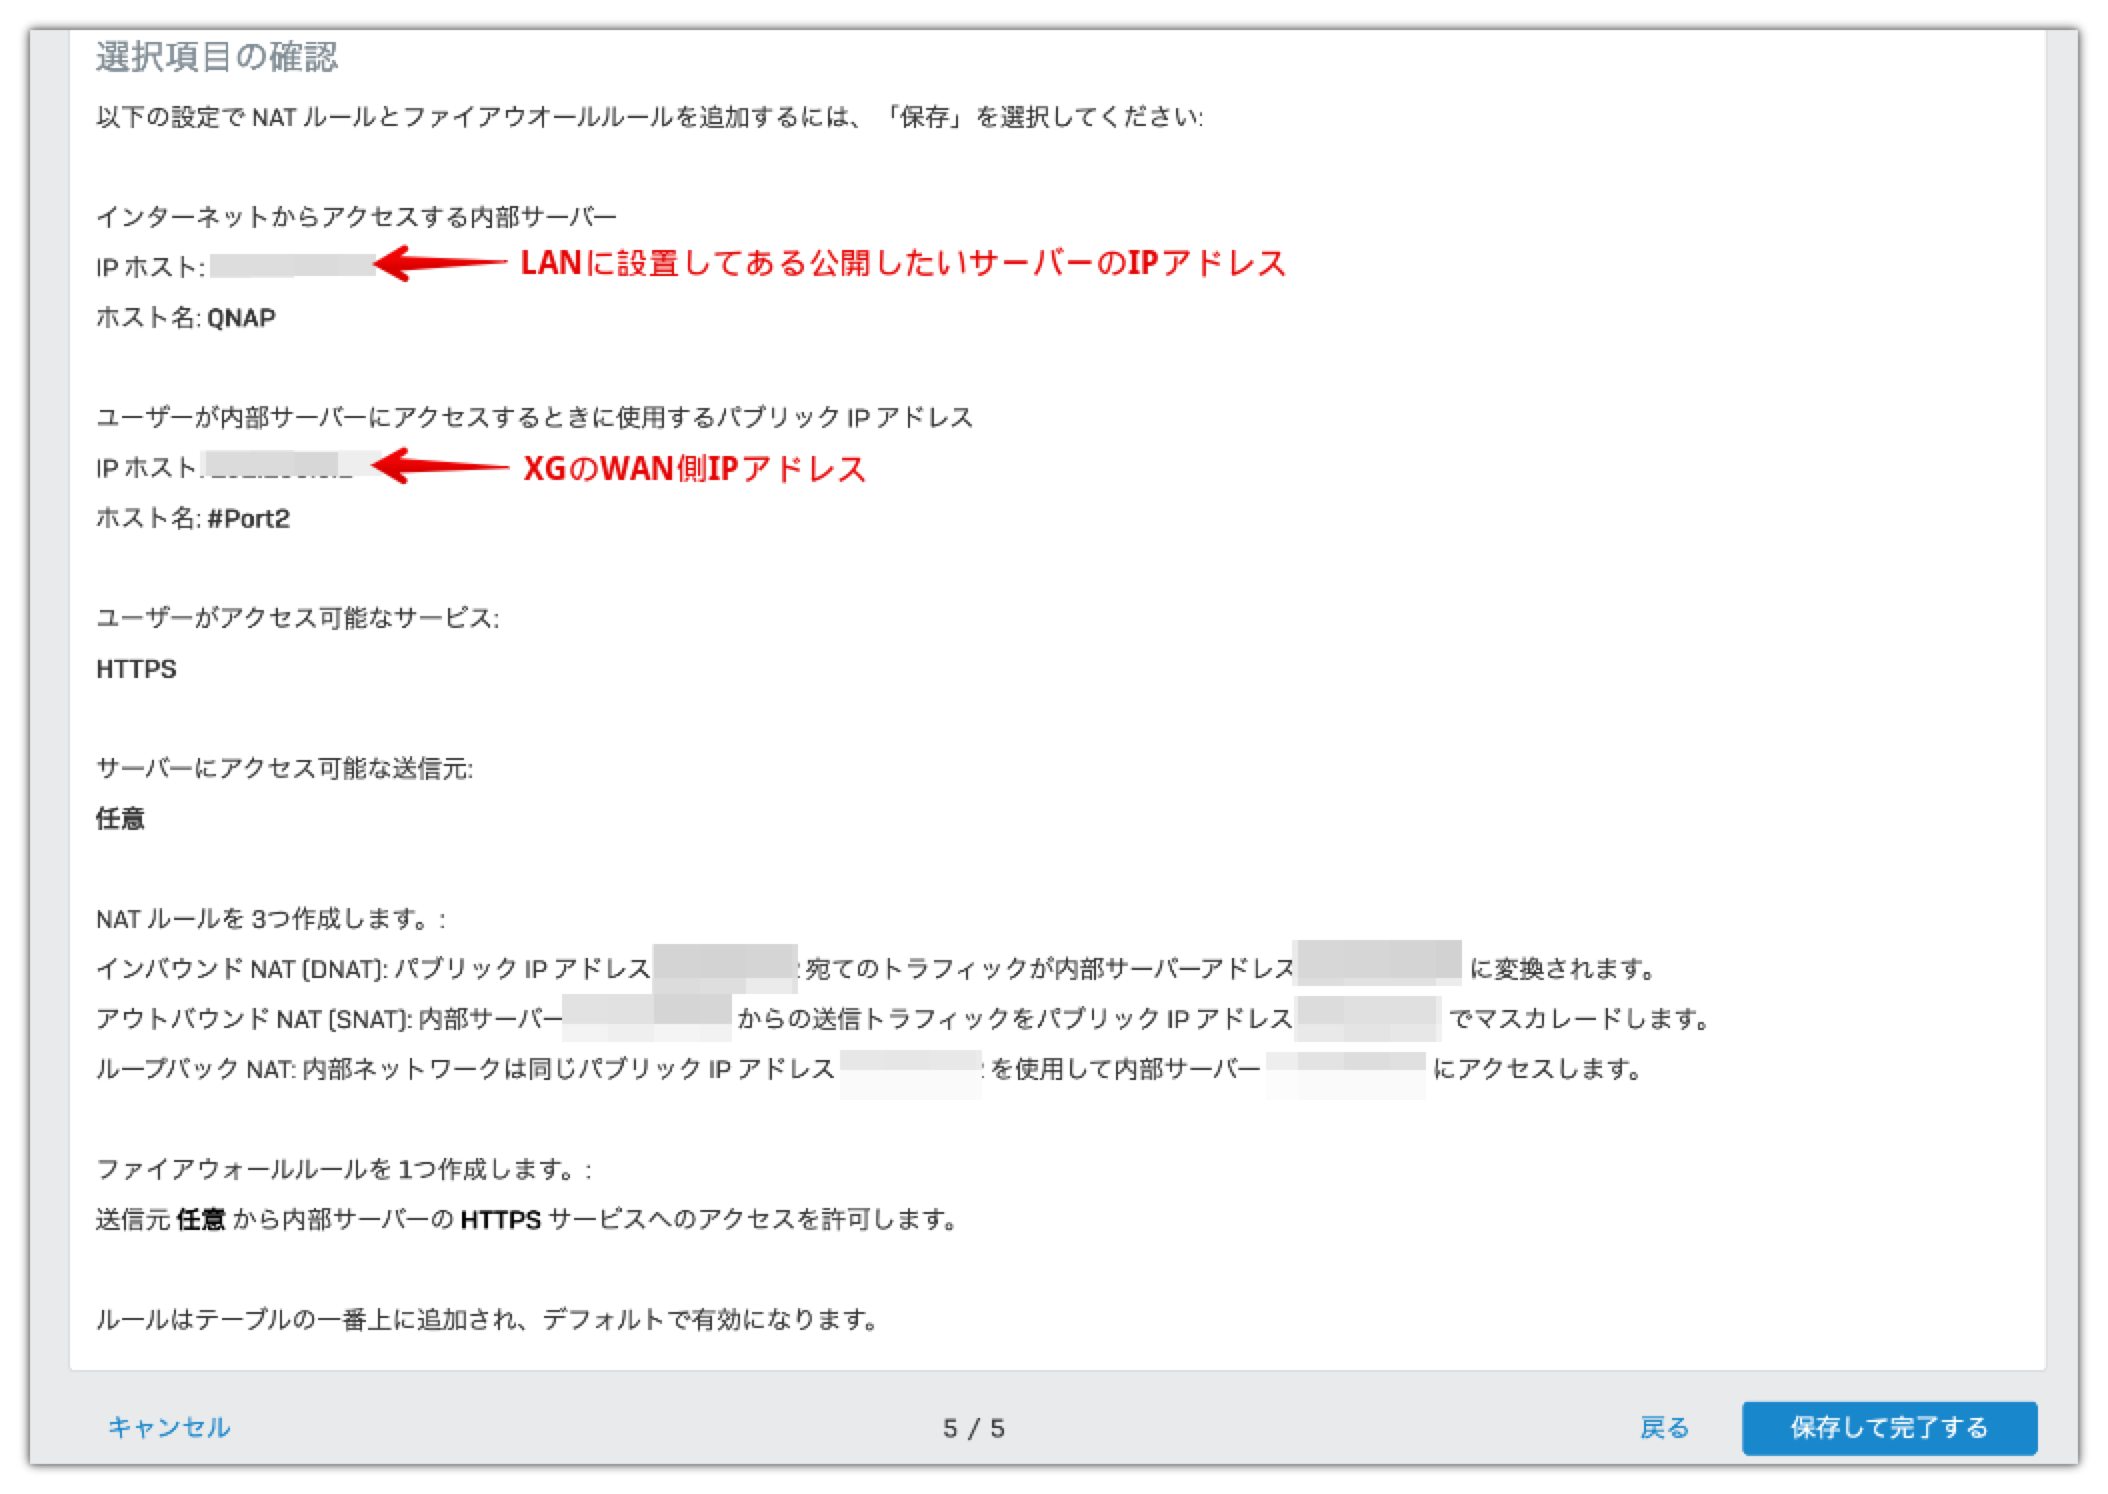 選択項目の確認
以下の設定で NAT ルールとファイアウオールルールを追加するには、「保存」を選択してください:
インターネットからアクセスする内部サーバー
IP ホスト: LANに設置してある公開したいサーバーのIPアドレス
ホスト名: QNAP
ユーザーが内部サーバーにアクセスするときに使用するパブリック IP アドレス
IP ホスト XGのWAN側IPアドレス
ホスト名: #Port2
ユーザーがアクセス可能なサービス:
HTTPS
サーバーにアクセス可能な送信元:
任意
NAT ルールを 3つ作成します。:
インバウンド NAT (DNAT): パブリック IP アドレス 宛てのトラフィックが内部サーバーアドレス に変換されます。
アウトバウンド NAT (SNAT): 内部サーバー からの送信トラフィックをパブリック IP アドレス でマスカレードします。
ループバック NAT: 内部ネットワークは同じパブリック IP アドレス を使用して内部サーバー にアクセスします。
ファイアウォールルールを 1つ作成します。:
送信元 任意 から内部サーバーの HTTPS サービスへのアクセスを許可します。
ルールはテーブルの一番上に追加され、デフォルトで有効になります。
キャンセル 5 / 5 戻る 保存して完了する